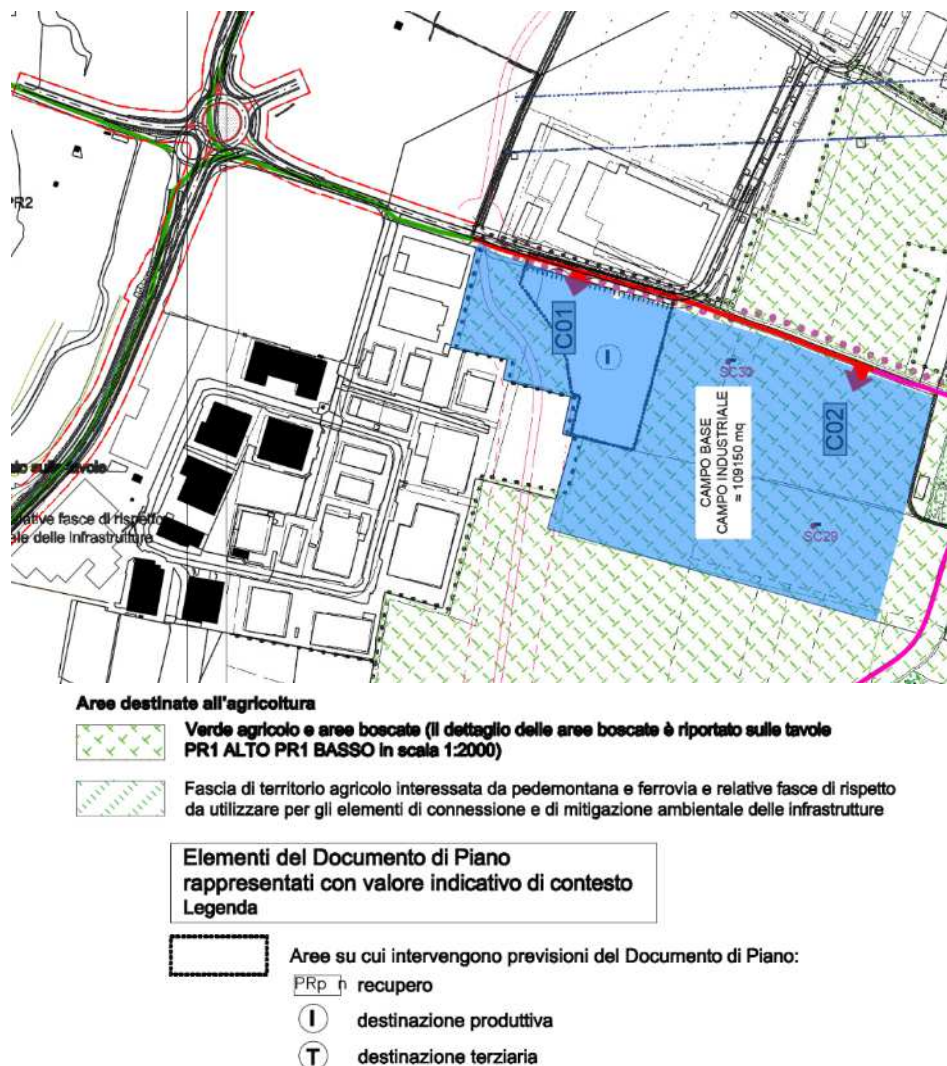 PR2
C01
I
SC30
CAMPO BASE
CAMPO INDUSTRIALE
≅ 109150 mq
C02
SC29
sulle tavole
relative fasce di rispetto
delle infrastrutture
Aree destinate all'agricoltura
Verde agricolo e aree boscate (il dettaglio delle aree boscate è riportato sulle tavole
PR1 ALTO PR1 BASSO in scala 1:2000)
Fascia di territorio agricolo interessata da pedemontana e ferrovia e relative fasce di rispetto
da utilizzare per gli elementi di connessione e di mitigazione ambientale delle infrastrutture
Elementi del Documento di Piano
rappresentati con valore indicativo di contesto
Legenda
Aree su cui intervengono previsioni del Documento di Piano:
PRp n recupero
I destinazione produttiva
T destinazione terziaria